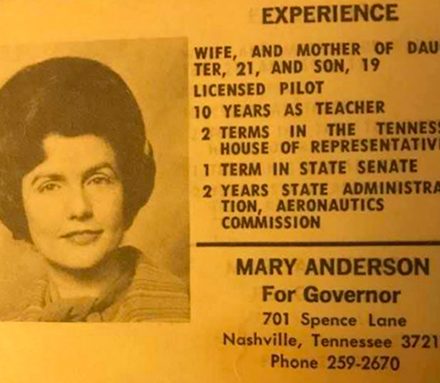 EXPERIENCE
WIFE, AND MOTHER OF DAU
TER, 21, AND SON, 19
LICENSED PILOT
10 YEARS AS TEACHER
2 TERMS IN THE TENNESS
HOUSE OF REPRESENTATIV
1 TERM IN STATE SENATE
2 YEARS STATE ADMINISTRA
TION, AERONAUTICS
COMMISSION
MARY ANDERSON
For Governor
701 Spence Lane
Nashville, Tennessee 3721
Phone 259-2670